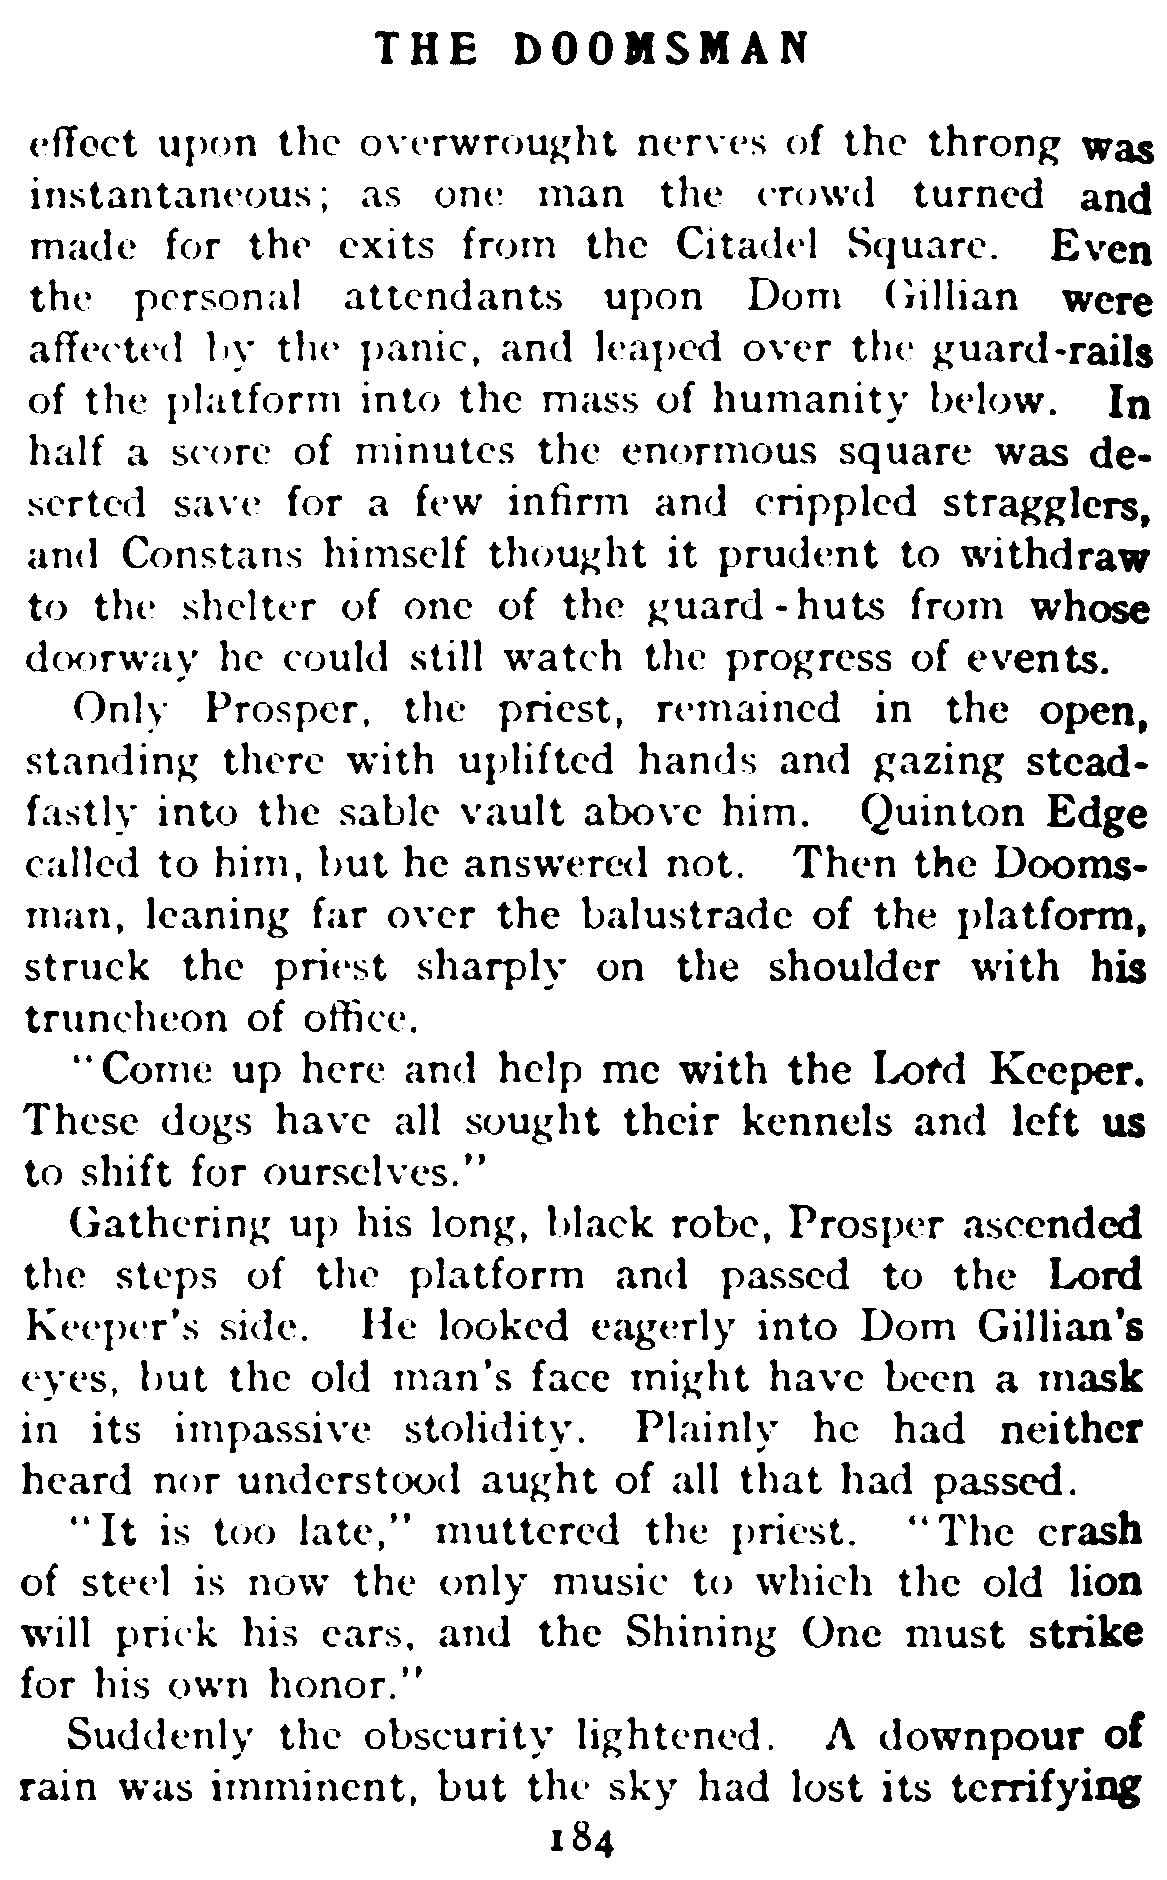 THE DOOMSMAN
effect upon the overwrought nerves of the throng was
instantaneous; as one man the crowd turned and
made for the exits from the Citadel Square. Even
the personal attendants upon Dom Gillian were
affected by the panic, and leaped over the guard-rails
of the platform into the mass of humanity below. In
half a score of minutes the enormous square was de-
serted save for a few infirm and crippled stragglers,
and Constans himself thought it prudent to withdraw
to the shelter of one of the guard-huts from whose
doorway he could still watch the progress of events.
Only Prosper, the priest, remained in the open,
standing there with uplifted hands and gazing stead-
fastly into the sable vault above him. Quinton Edge
called to him, but he answered not. Then the Dooms-
man, leaning far over the balustrade of the platform,
struck the priest sharply on the shoulder with his
truncheon of office.
"Come up here and help me with the Lord Keeper.
These dogs have all sought their kennels and left us
to shift for ourselves."
Gathering up his long, black robe, Prosper ascended
the steps of the platform and passed to the Lord
Keeper's side. He looked eagerly into Dom Gillian's
eyes, but the old man's face might have been a mask
in its impassive stolidity. Plainly he had neither
heard nor understood aught of all that had passed.
"It is too late," muttered the priest. "The crash
of steel is now the only music to which the old lion
will prick his ears, and the Shining One must strike
for his own honor."
Suddenly the obscurity lightened. A downpour of
rain was imminent, but the sky had lost its terrifying
184